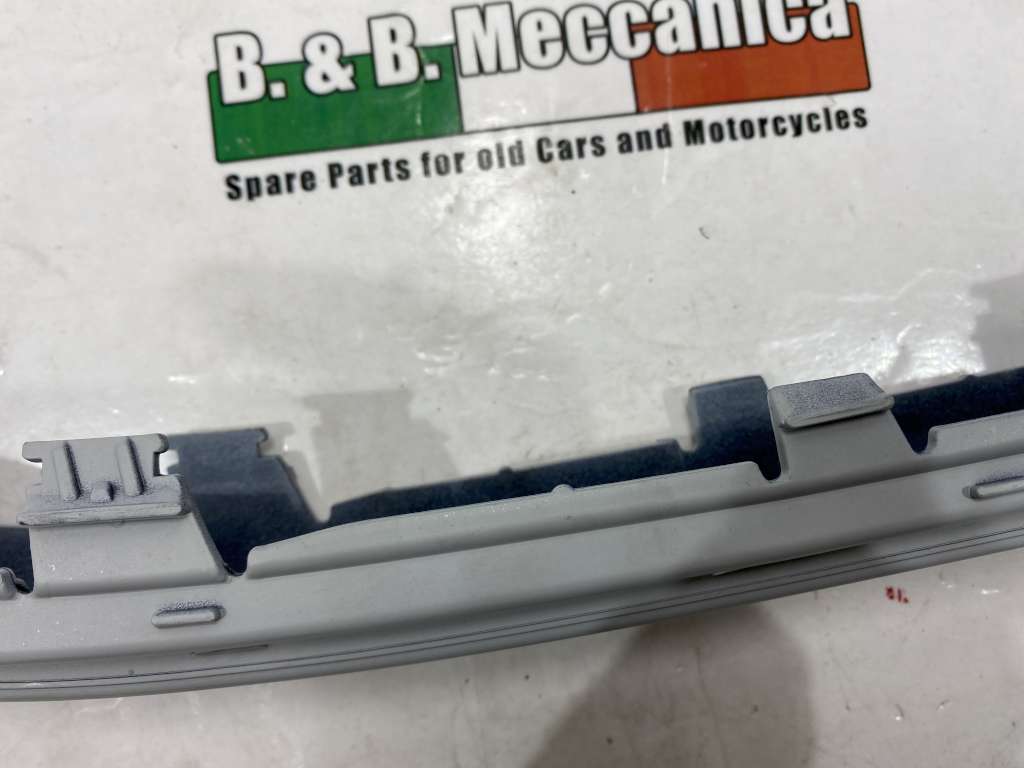 B. & B. Meccanica
Spare Parts for old Cars and Motorcycles